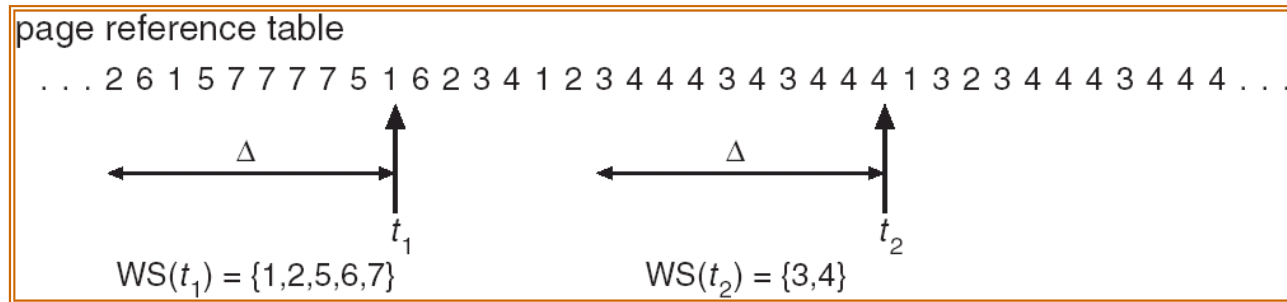 page reference table
. . . 2 6 1 5 7 7 7 7 5 1 6 2 3 4 1 2 3 4 4 4 3 4 3 4 4 4 1 3 2 3 4 4 4 3 4 4 4 . . .
Δ Δ
t1 t2
WS(t1) = {1,2,5,6,7} WS(t2) = {3,4}